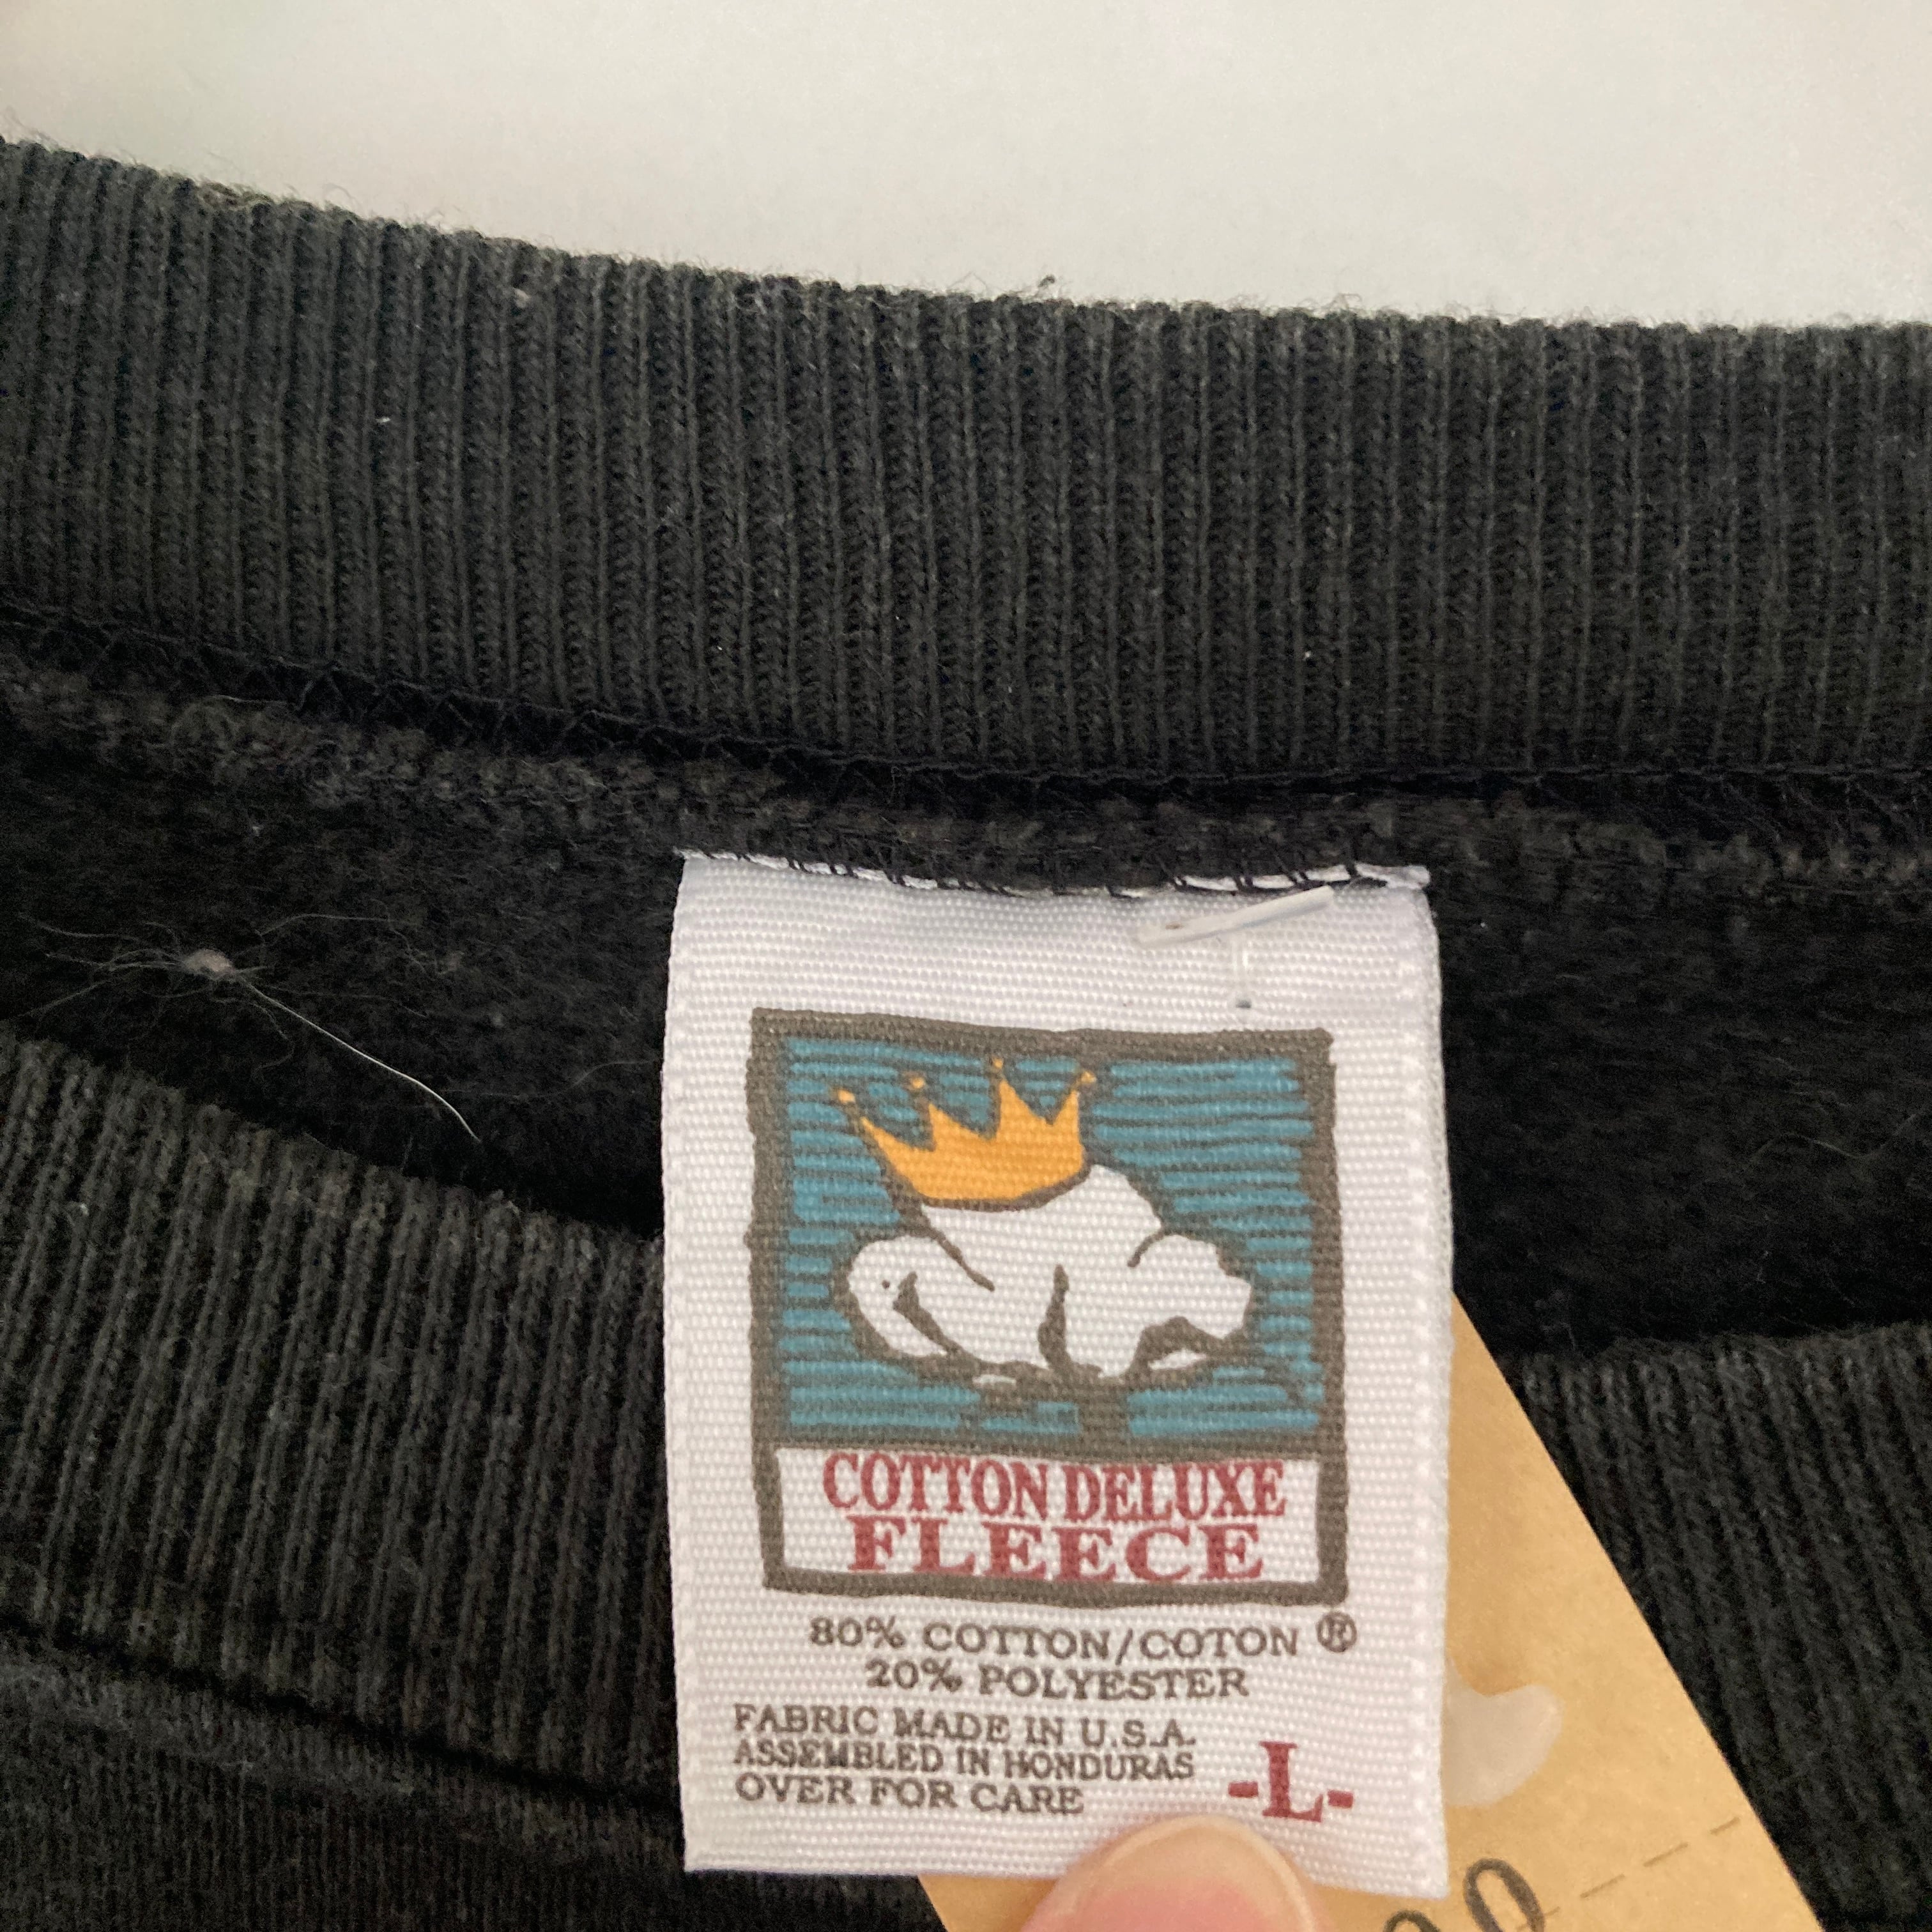 COTTON DELUXE
FLEECE
80% COTTON/COTON ®
20% POLYESTER
FABRIC MADE IN U.S.A.
ASSEMBLED IN HONDURAS
OVER FOR CARE
-L-